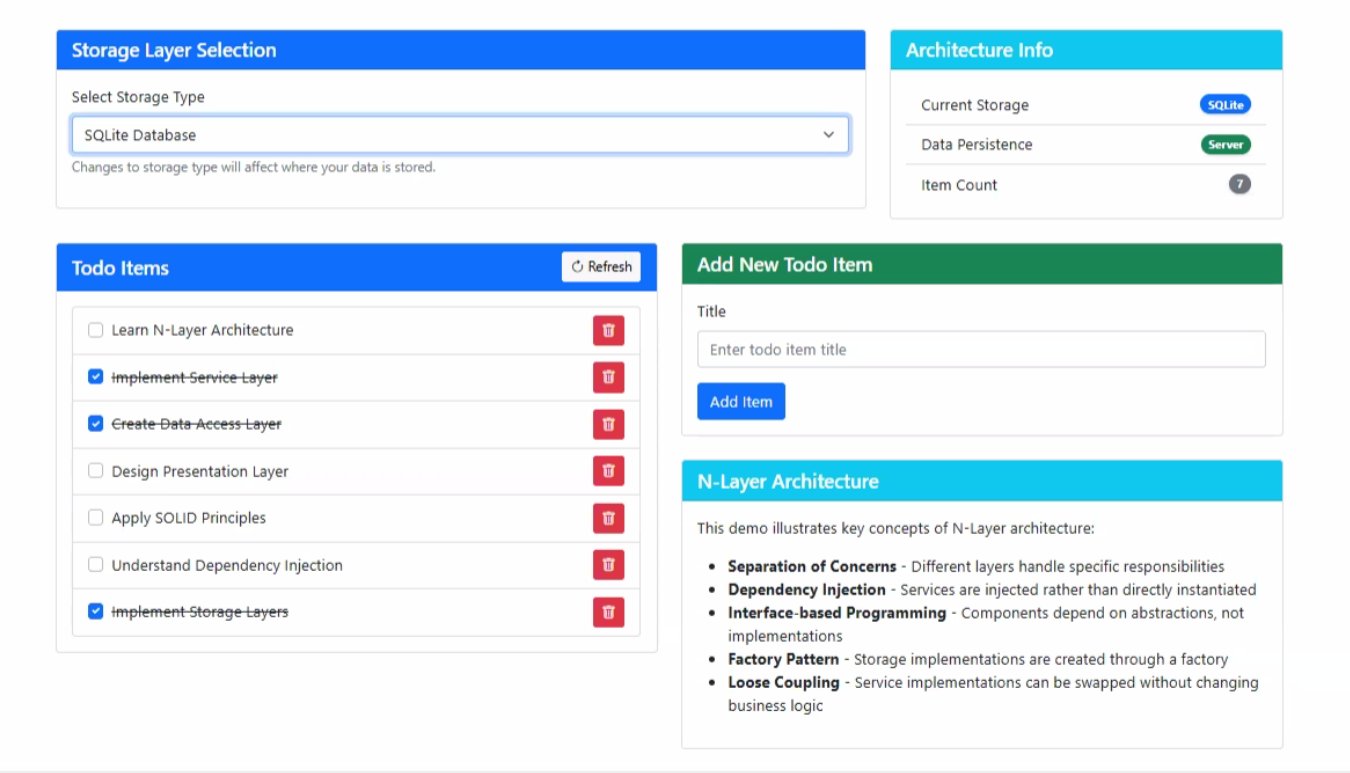 Storage Layer Selection
Select Storage Type
SQLite Database
Changes to storage type will affect where your data is stored.
Architecture Info
Current Storage SQLite
Data Persistence Server
Item Count 7
Todo Items
Refresh
Learn N-Layer Architecture
Implement Service Layer
Create Data Access Layer
Design Presentation Layer
Apply SOLID Principles
Understand Dependency Injection
Implement Storage Layers
Add New Todo Item
Title
Enter todo item title
Add Item
N-Layer Architecture
This demo illustrates key concepts of N-Layer architecture:
• Separation of Concerns - Different layers handle specific responsibilities
• Dependency Injection - Services are injected rather than directly instantiated
• Interface-based Programming - Components depend on abstractions, not
implementations
• Factory Pattern - Storage implementations are created through a factory
• Loose Coupling - Service implementations can be swapped without changing
business logic